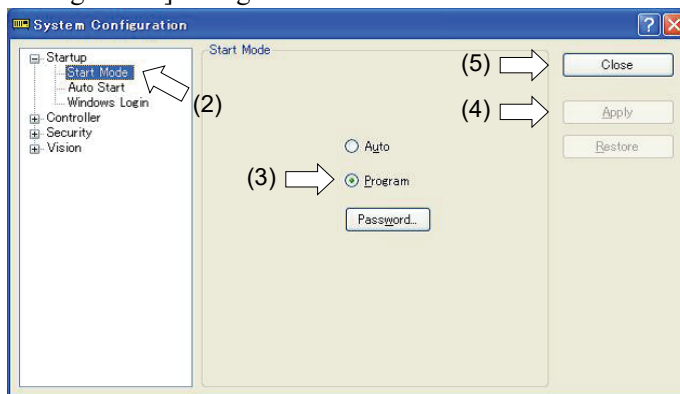 System Configuration
Startup
Start Mode
Auto Start
Windows Login
Controller
Security
Vision
(2)
Start Mode
(3)
Auto
Program
Password...
(5)
Close
(4)
Apply
Restore